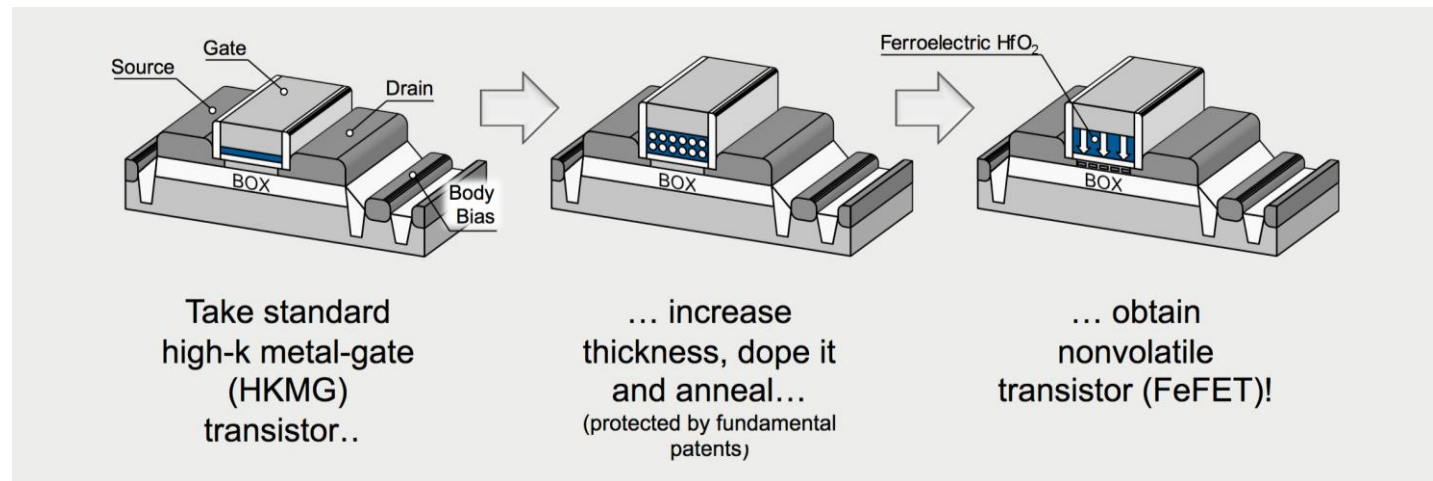 Gate
Source
Drain
BOX
Body
Bias
BOX
Ferroelectric HfO₂
BOX
Take standard
high-k metal-gate
(HKMG)
transistor..
… increase
thickness, dope it
and anneal…
(protected by fundamental
patents)
… obtain
nonvolatile
transistor (FeFET)!